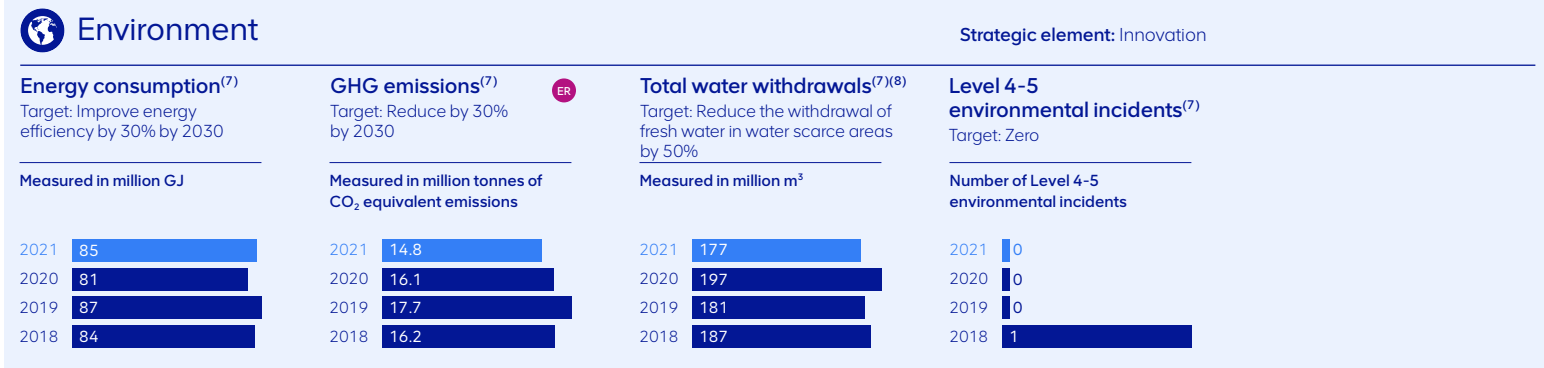 Environment
Strategic element: Innovation
Energy consumption(7)
Target: Improve energy
efficiency by 30% by 2030
Measured in million GJ
2021 85
2020 81
2019 87
2018 84
GHG emissions(7)
ER
Target: Reduce by 30%
by 2030
Measured in million tonnes of
CO₂ equivalent emissions
2021 14.8
2020 16.1
2019 17.7
2018 16.2
Total water withdrawals(7)(8)
Target: Reduce the withdrawal of
fresh water in water scarce areas
by 50%
Measured in million m³
2021 177
2020 197
2019 181
2018 187
Level 4-5
environmental incidents(7)
Target: Zero
Number of Level 4-5
environmental incidents
2021 0
2020 0
2019 0
2018 1